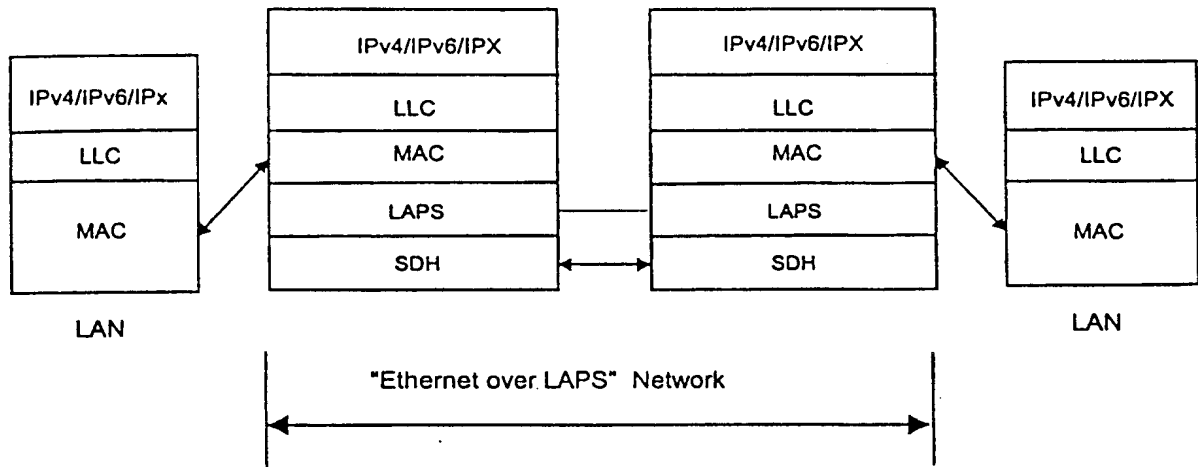 IPv4/IPv6/IPx
LLC
MAC
LAN
IPv4/IPv6/IPX
LLC
MAC
LAPS
SDH
IPv4/IPv6/IPX
LLC
MAC
LAPS
SDH
IPv4/IPv6/IPX
LLC
MAC
LAN
"Ethernet over LAPS" Network